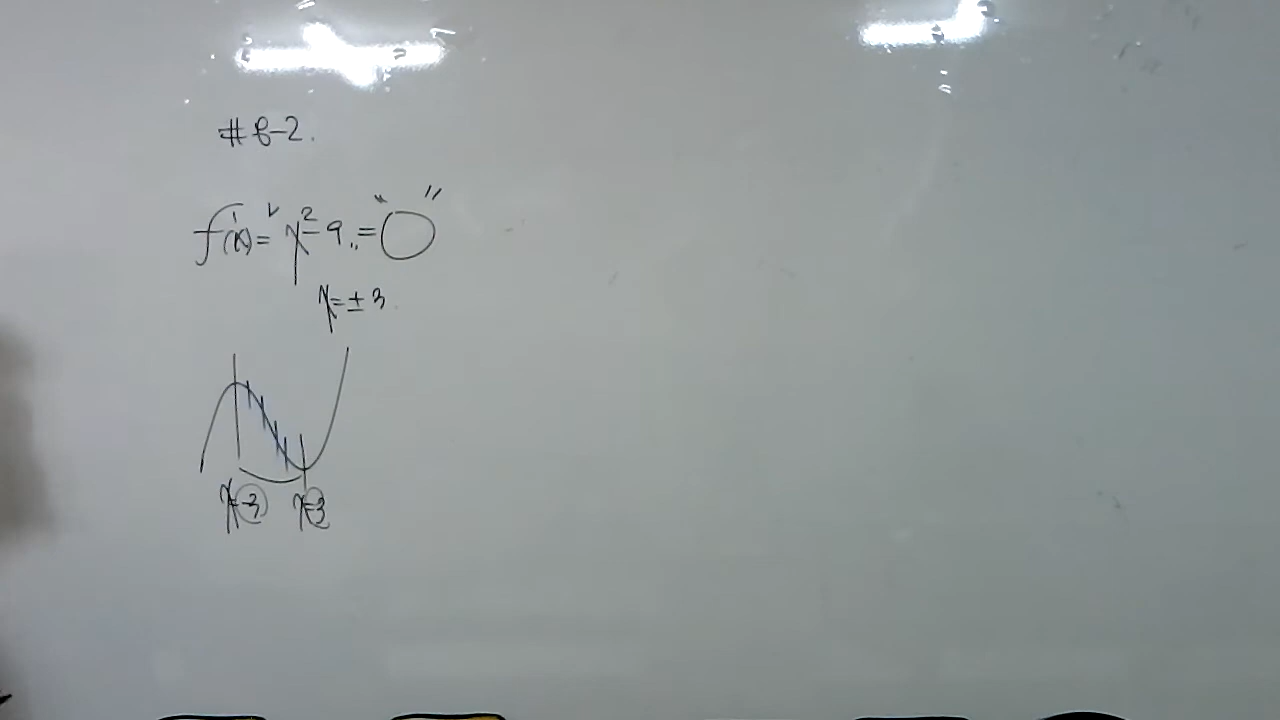 #8-2.
f'(x) = x²-9 = "0"
x=±3
x=-3 x=3